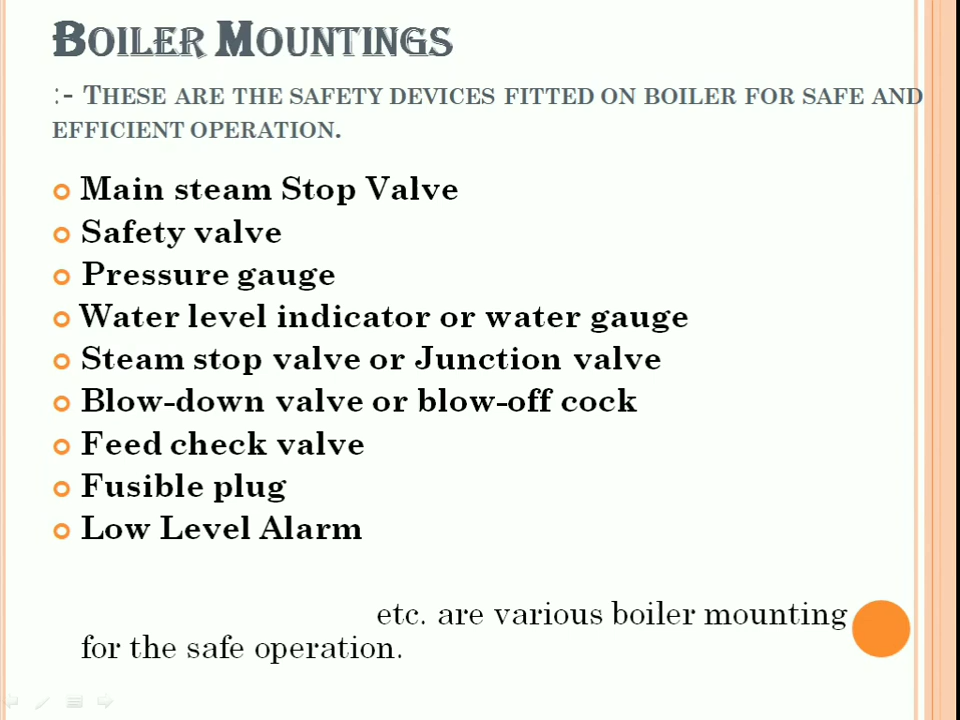 BOILER MOUNTINGS
:- THESE ARE THE SAFETY DEVICES FITTED ON BOILER FOR SAFE AND
EFFICIENT OPERATION.
Main steam Stop Valve
Safety valve
Pressure gauge
Water level indicator or water gauge
Steam stop valve or Junction valve
Blow-down valve or blow-off cock
Feed check valve
Fusible plug
Low Level Alarm
etc. are various boiler mounting
for the safe operation.